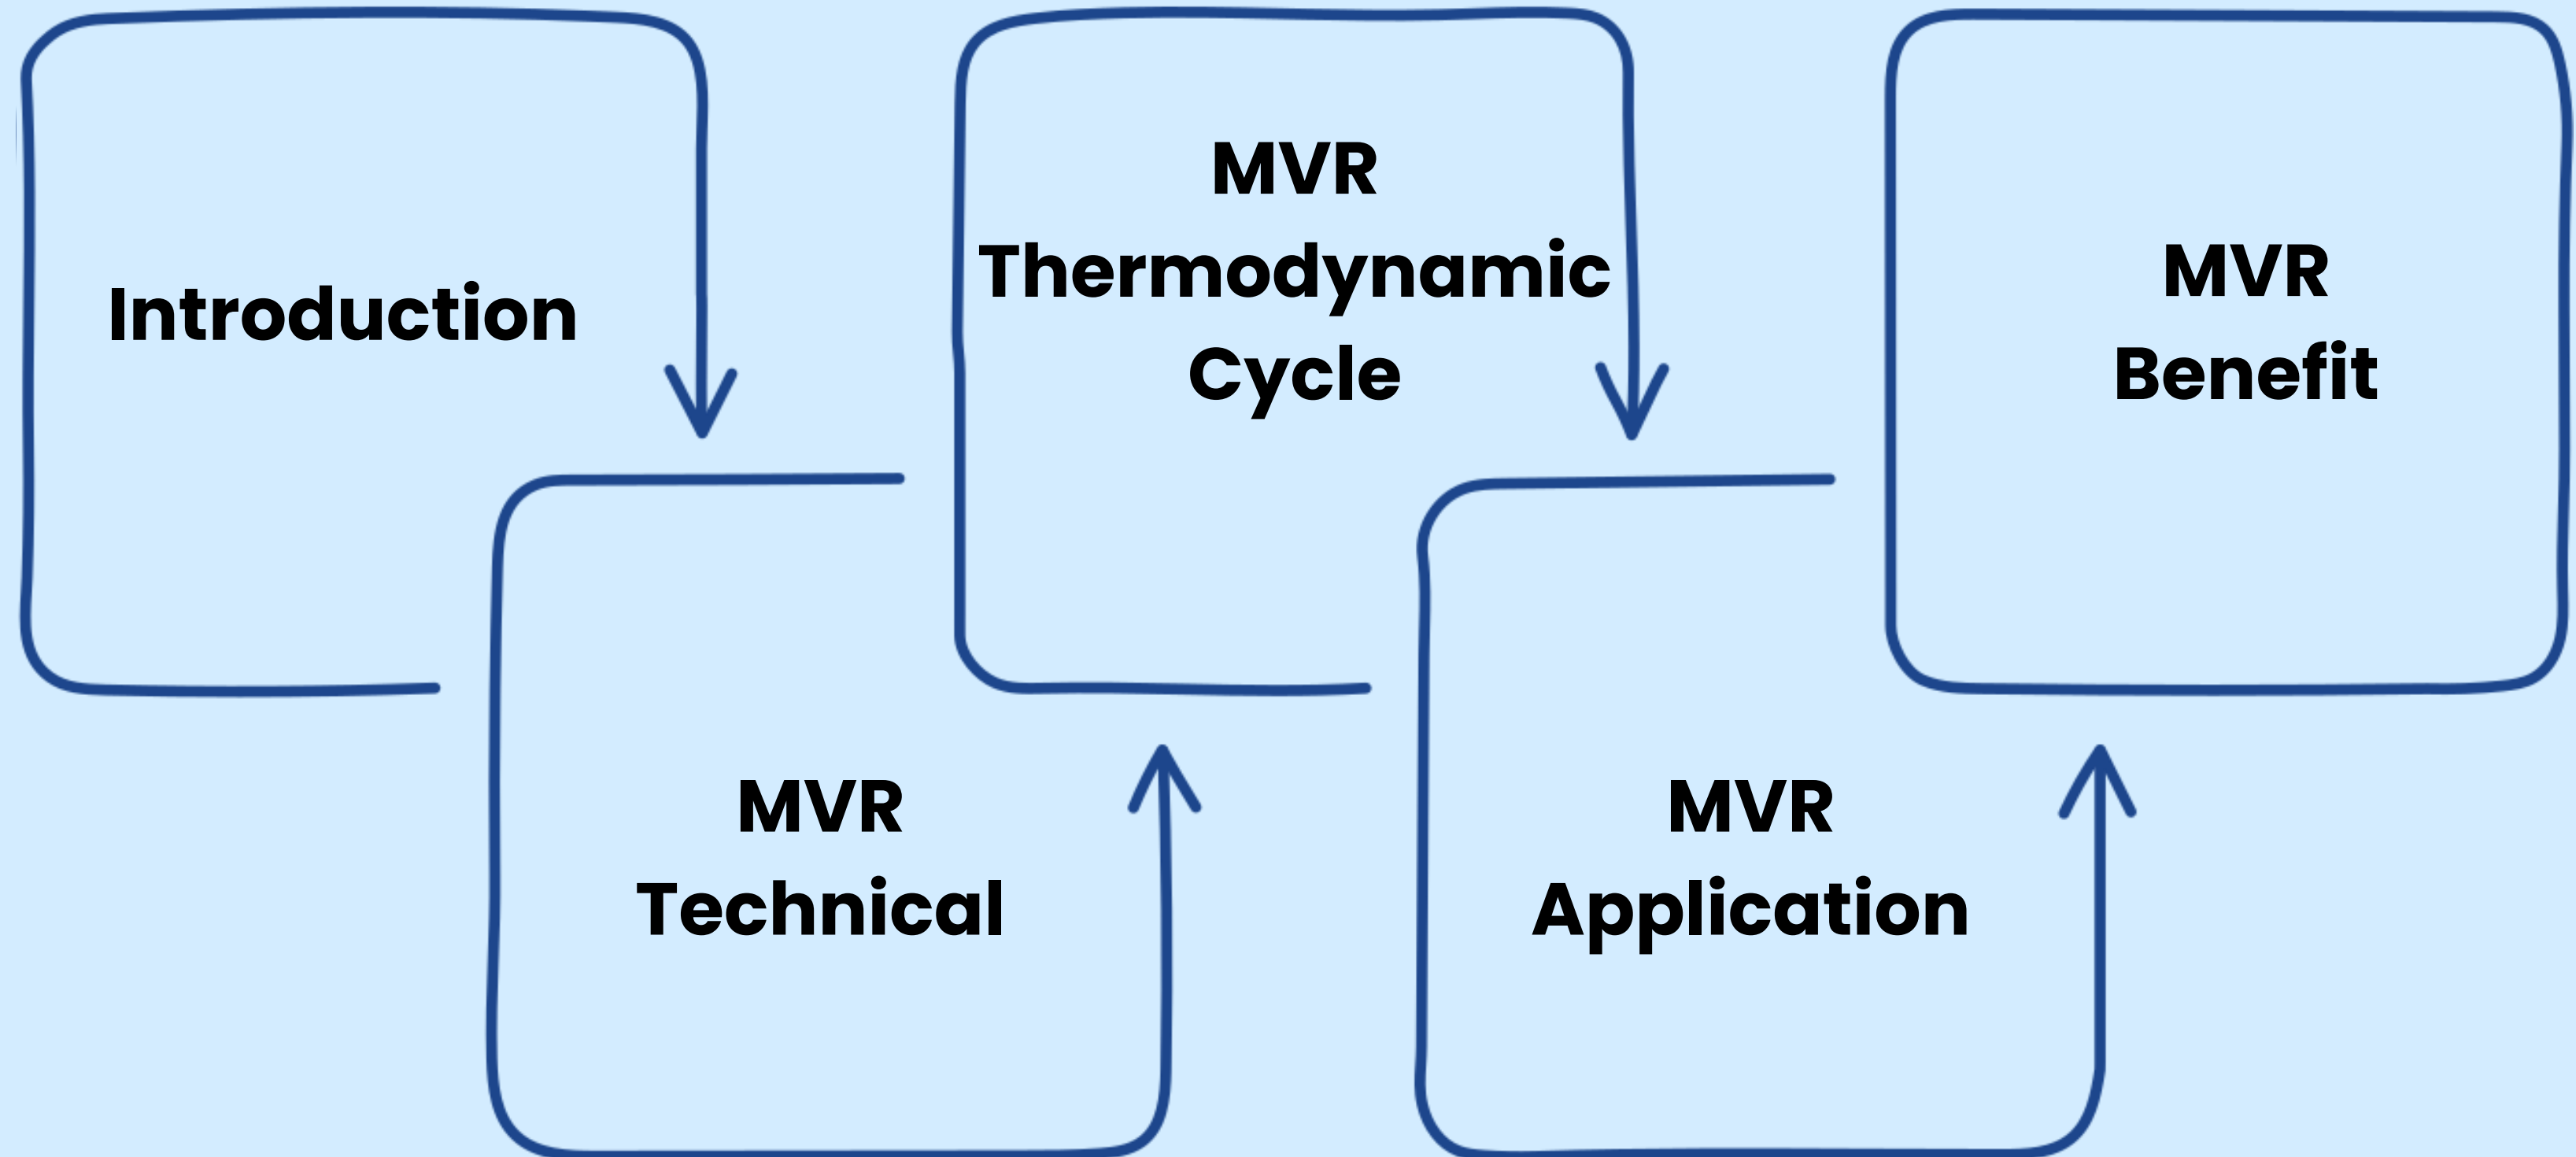 Introduction
MVR
Technical
MVR
Thermodynamic
Cycle
MVR
Application
MVR
Benefit